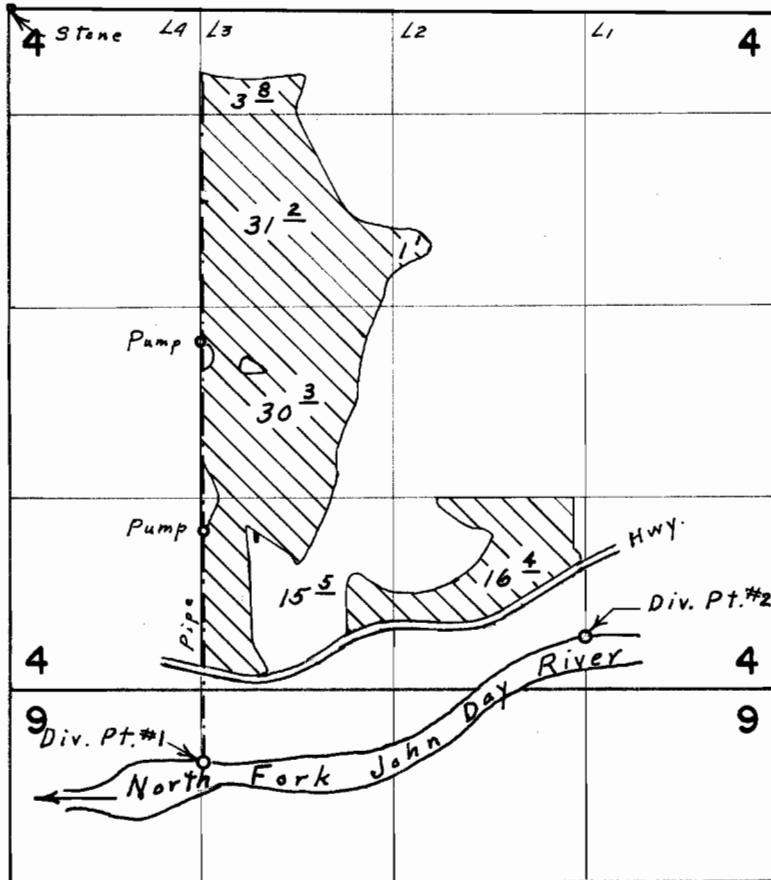 4 Stone L4 L3 L2 L1 4
3 8
31 2
1
Pump
30 3
Pump
Hwy.
16 4
15 5
Div. Pt. #2
Pipe
4 4
9 9
Div. Pt. #1
North Fork John Day River